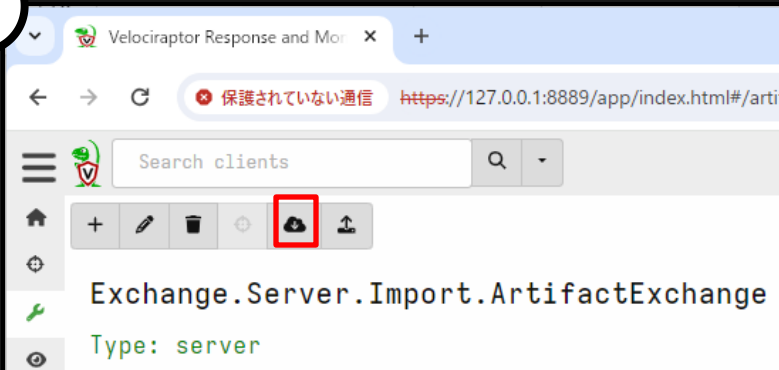 Velociraptor Response and Mor
保護されていない通信 https://127.0.0.1:8889/app/index.html#/arti
Search clients
Exchange.Server.Import.ArtifactExchange
Type: server